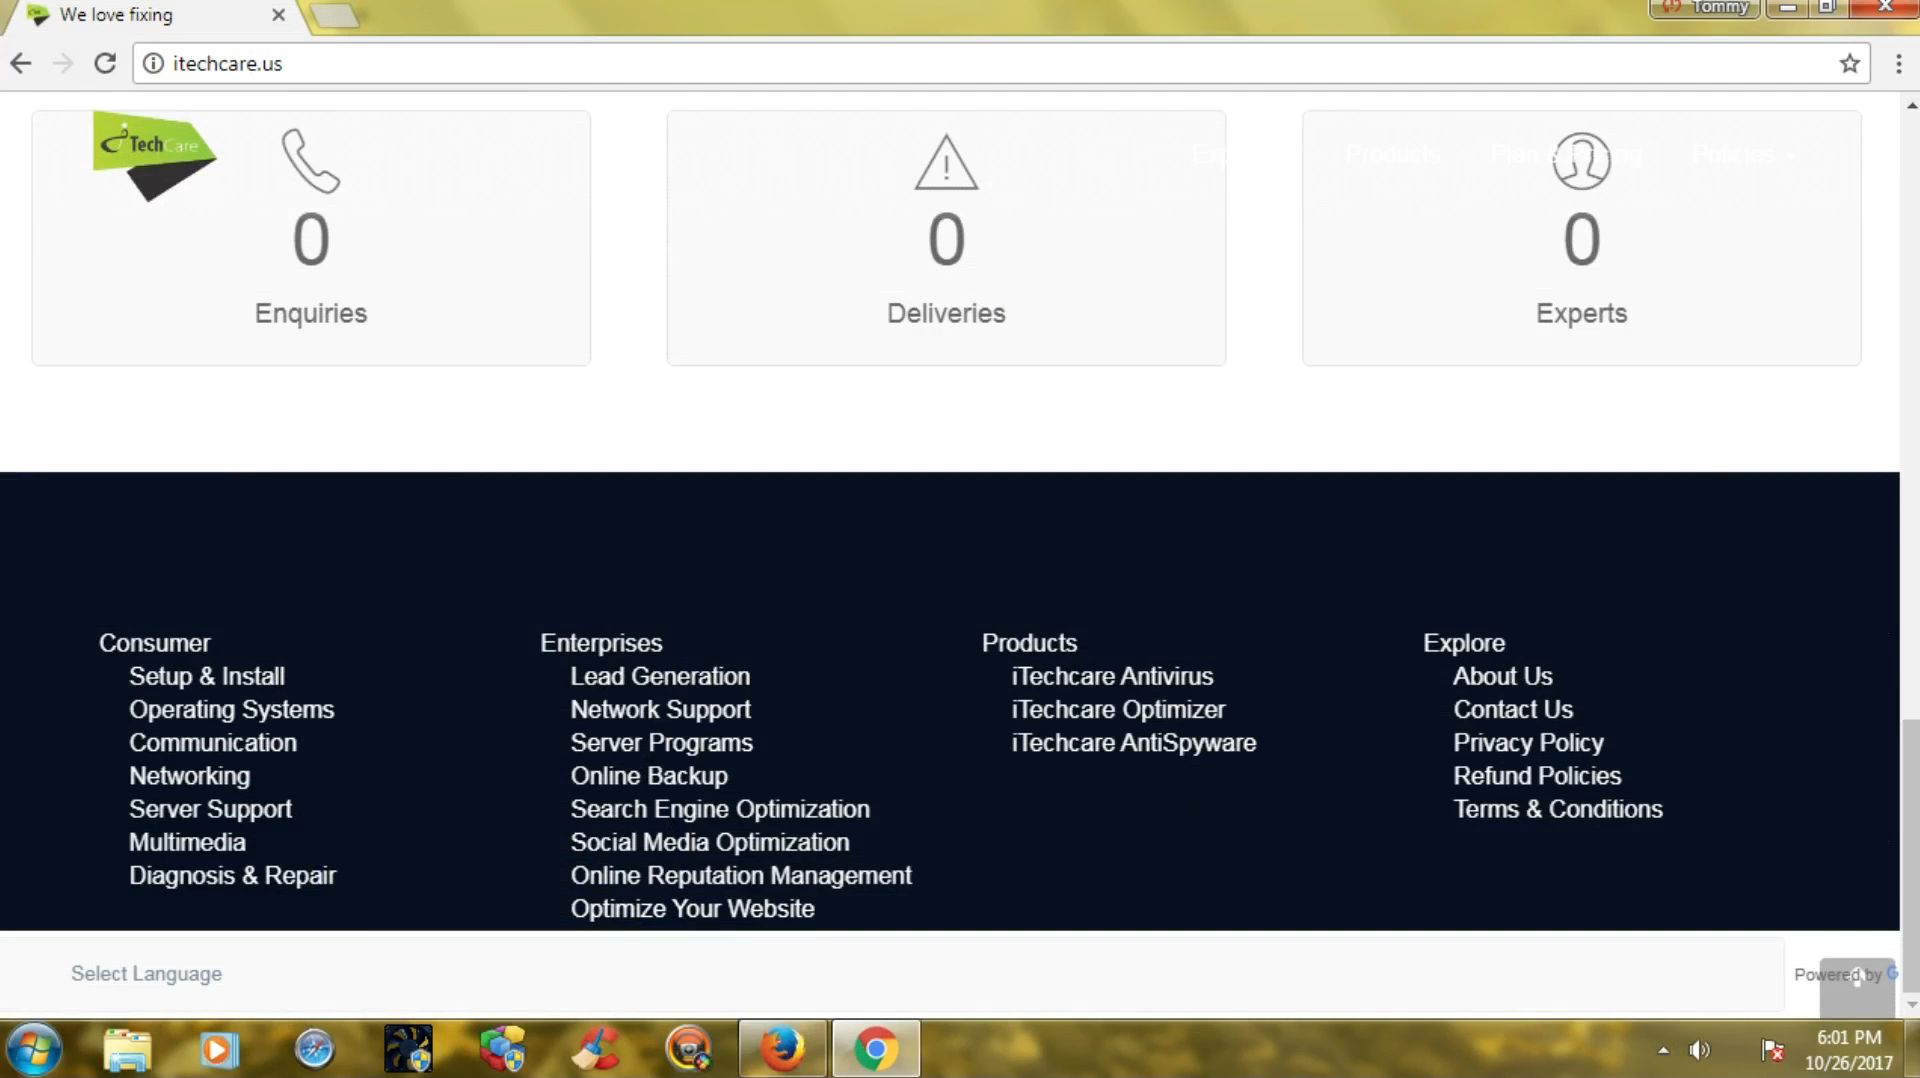 We love fixing
Tommy
itechcare.us
iTechCare
Products
Policies
0
0
0
Enquiries
Deliveries
Experts
Consumer
Setup & Install
Operating Systems
Communication
Networking
Server Support
Multimedia
Diagnosis & Repair
Enterprises
Lead Generation
Network Support
Server Programs
Online Backup
Search Engine Optimization
Social Media Optimization
Online Reputation Management
Optimize Your Website
Products
iTechcare Antivirus
iTechcare Optimizer
iTechcare AntiSpyware
Explore
About Us
Contact Us
Privacy Policy
Refund Policies
Terms & Conditions
Select Language
Powered by G
6:01 PM
10/26/2017